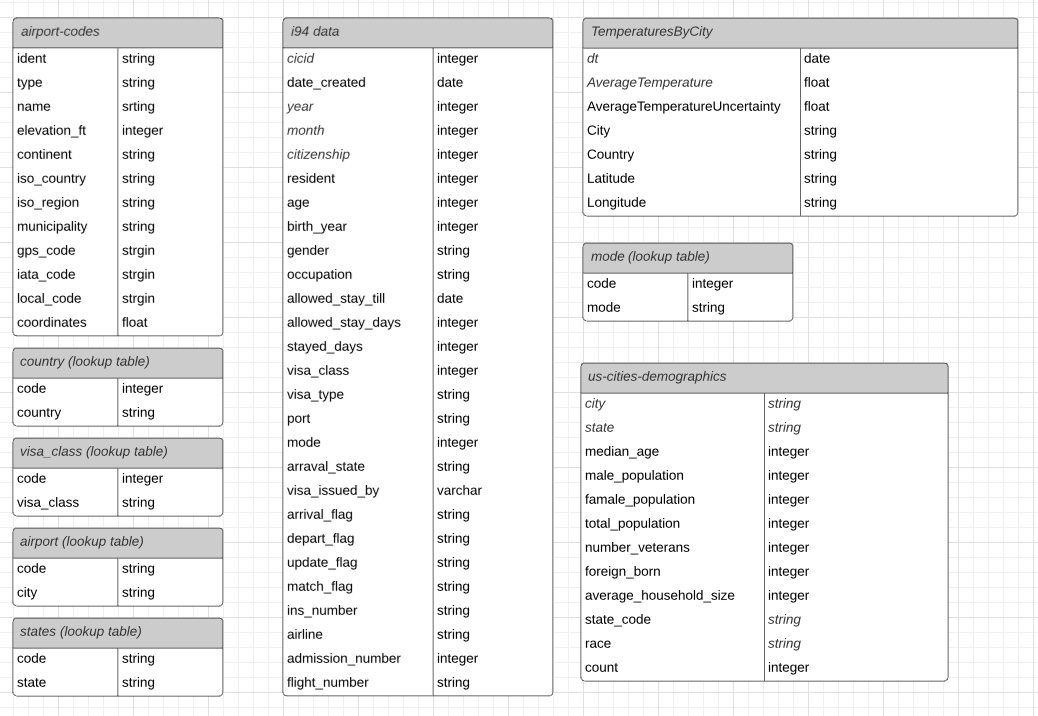 airport-codes
ident string
type string
name srting
elevation_ft integer
continent string
iso_country string
iso_region string
municipality string
gps_code strgin
iata_code strgin
local_code strgin
coordinates float
country (lookup table)
code integer
country string
visa_class (lookup table)
code integer
visa_class string
airport (lookup table)
code string
city string
states (lookup table)
code string
state string
i94 data
cicid integer
date_created date
year integer
month integer
citizenship integer
resident integer
age integer
birth_year integer
gender string
occupation string
allowed_stay_till date
allowed_stay_days integer
stayed_days integer
visa_class integer
visa_type string
port string
mode integer
arraval_state string
visa_issued_by varchar
arrival_flag string
depart_flag string
update_flag string
match_flag string
ins_number string
airline string
admission_number integer
flight_number string
TemperaturesByCity
dt date
AverageTemperature float
AverageTemperatureUncertainty float
City string
Country string
Latitude string
Longitude string
mode (lookup table)
code integer
mode string
us-cities-demographics
city string
state string
median_age integer
male_population integer
famale_population integer
total_population integer
number_veterans integer
foreign_born integer
average_household_size integer
state_code string
race string
count integer